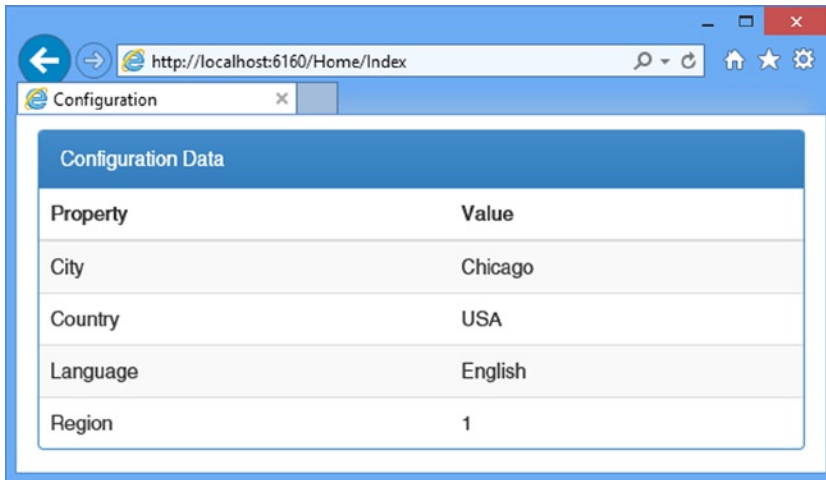 http://localhost:6160/Home/Index
Configuration
Configuration Data
Property Value
City Chicago
Country USA
Language English
Region 1